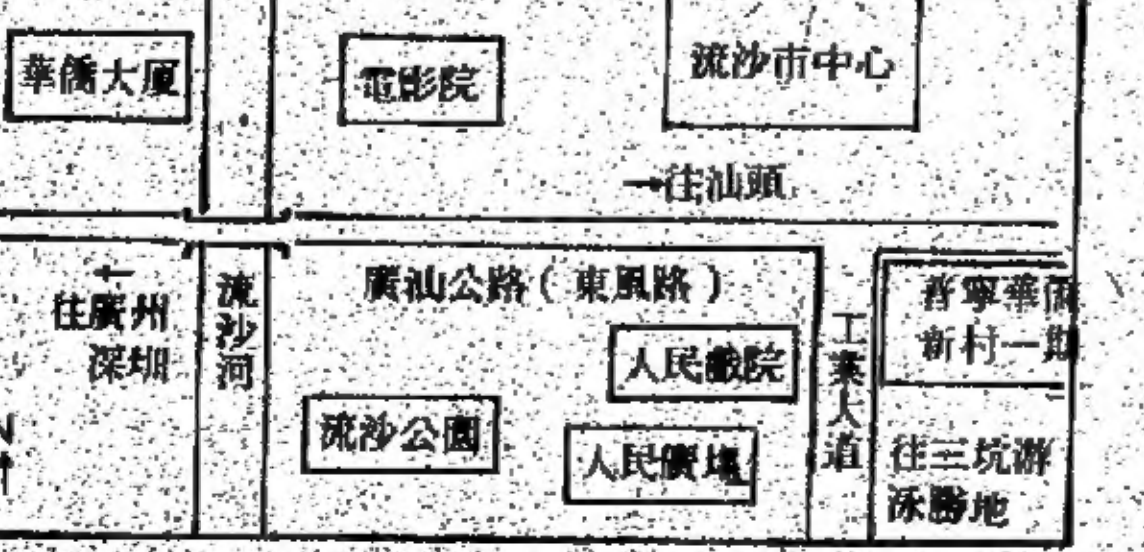 華僑大厦
電影院
流沙市中心
→往汕頭
←
往廣州
深圳
流沙河
廣汕公路(東風路)
人民戲院
流沙公園
人民廣場
工業大道
普寧華僑
新村一期
往三坑游
泳勝地
N